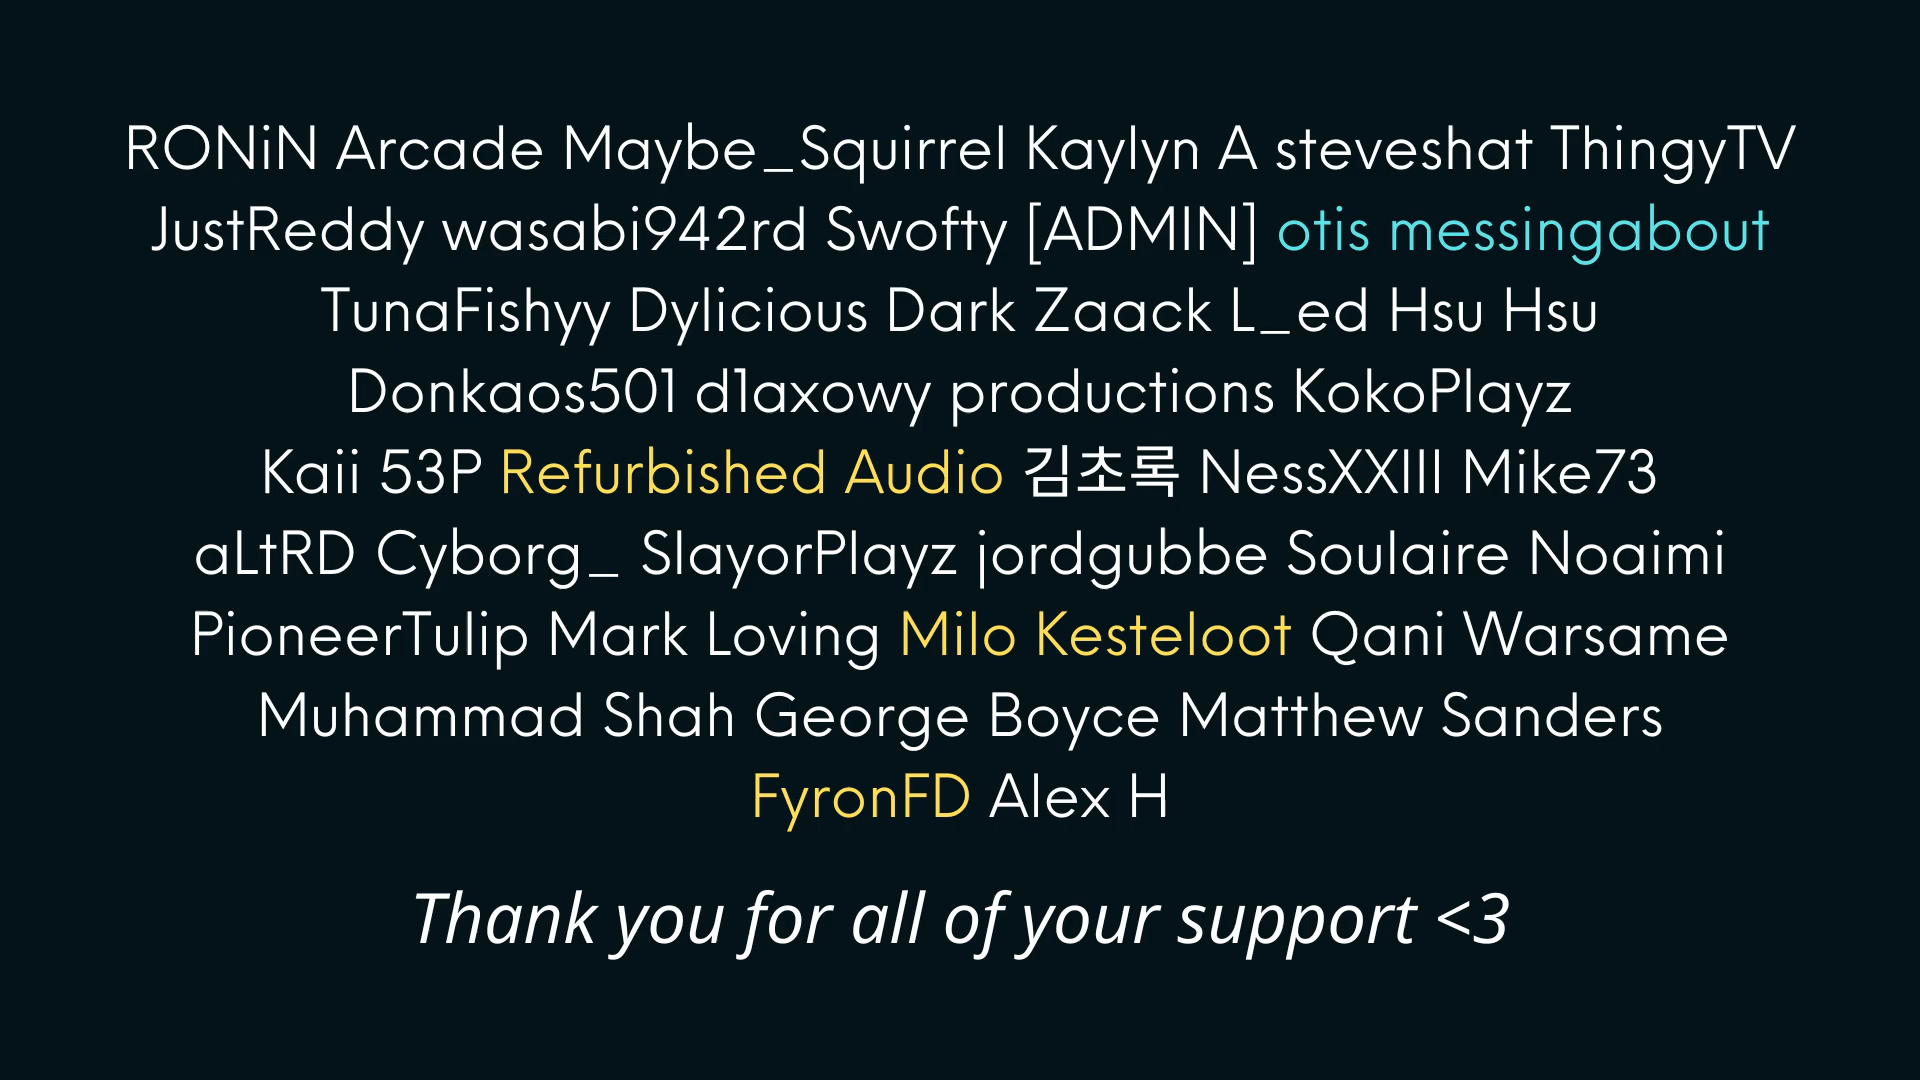 RONiN Arcade Maybe_Squirrel Kaylyn A steveshat ThingyTV
JustReddy wasabi942rd Swofty [ADMIN] otis messingabout
TunaFishyy Dylicious Dark Zaack L_ed Hsu Hsu
Donkaos501 d1axowy productions KokoPlayz
Kaii 53P Refurbished Audio 김초록 NessXXIII Mike73
aLtRD Cyborg_ SlayorPlayz jordgubbe Soulaire Noaimi
PioneerTulip Mark Loving Milo Kesteloot Qani Warsame
Muhammad Shah George Boyce Matthew Sanders
FyronFD Alex H
Thank you for all of your support <3